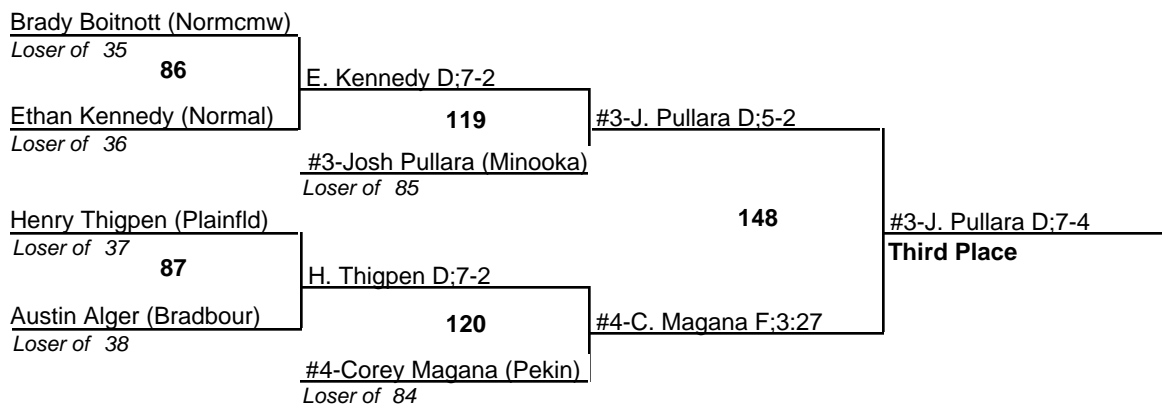 Brady Boitnott (Normcmw)
Loser of 35
86
E. Kennedy D;7-2
Ethan Kennedy (Normal)
Loser of 36
119
#3-J. Pullara D;5-2
#3-Josh Pullara (Minooka)
Loser of 85
Henry Thigpen (Plainfld)
Loser of 37
148
#3-J. Pullara D;7-4
Third Place
87
H. Thigpen D;7-2
Austin Alger (Bradbour)
Loser of 38
120
#4-C. Magana F;3:27
#4-Corey Magana (Pekin)
Loser of 84